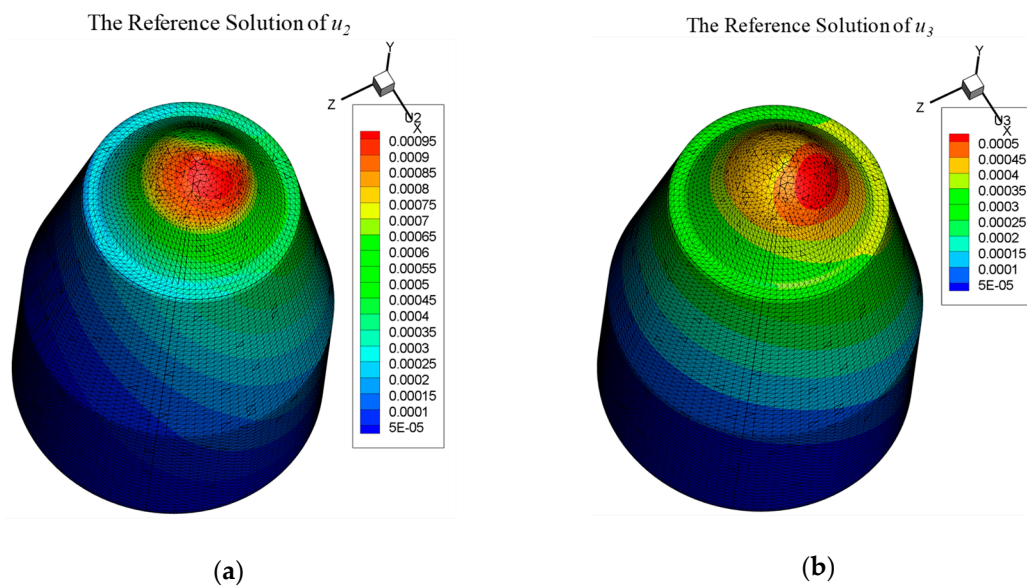 The Reference Solution of u2
Y
Z
X
U2
0.00095
0.0009
0.00085
0.0008
0.00075
0.0007
0.00065
0.0006
0.00055
0.0005
0.00045
0.0004
0.00035
0.0003
0.00025
0.0002
0.00015
0.0001
5E-05
(a)
The Reference Solution of u3
Y
Z
X
U3
0.0005
0.00045
0.0004
0.00035
0.0003
0.00025
0.0002
0.00015
0.0001
5E-05
(b)